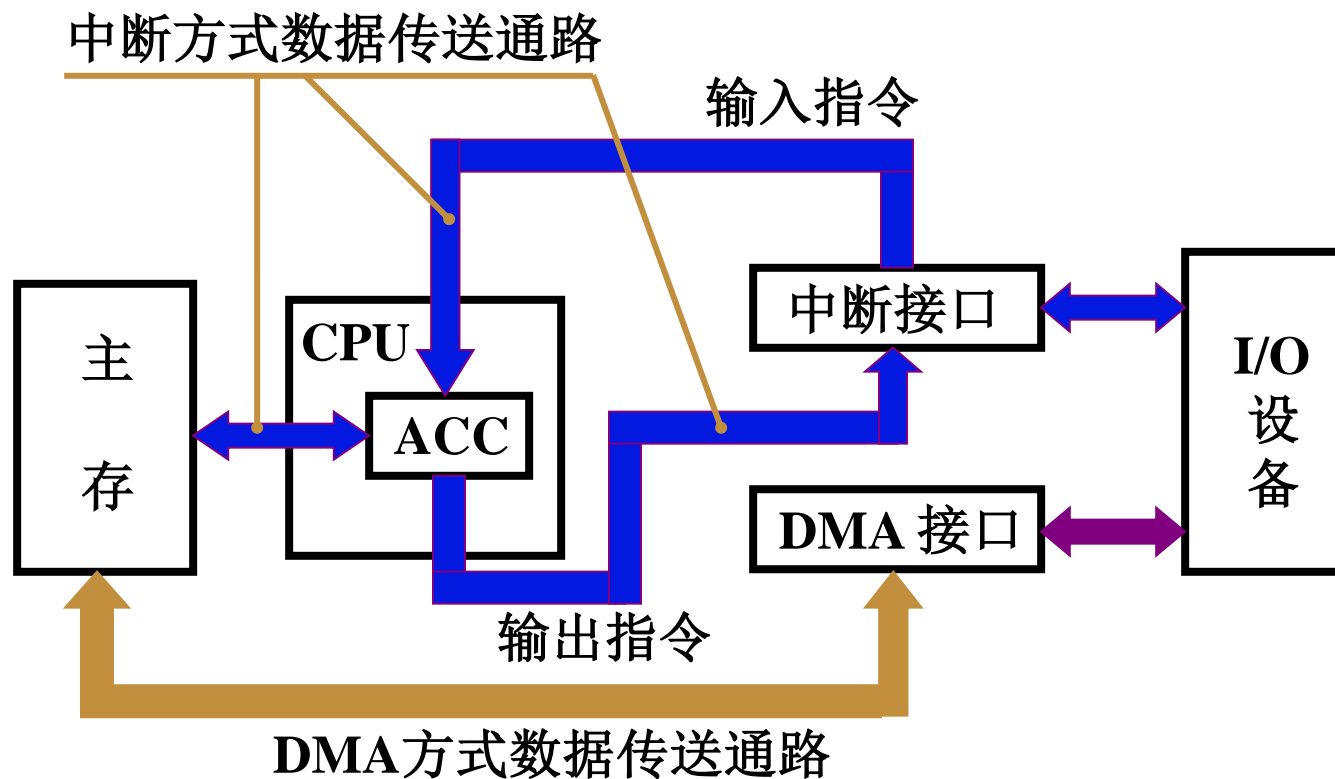 中断方式数据传送通路
输入指令
中断接口
主
存
CPU
ACC
I/O
设
备
DMA 接口
输出指令
DMA方式数据传送通路